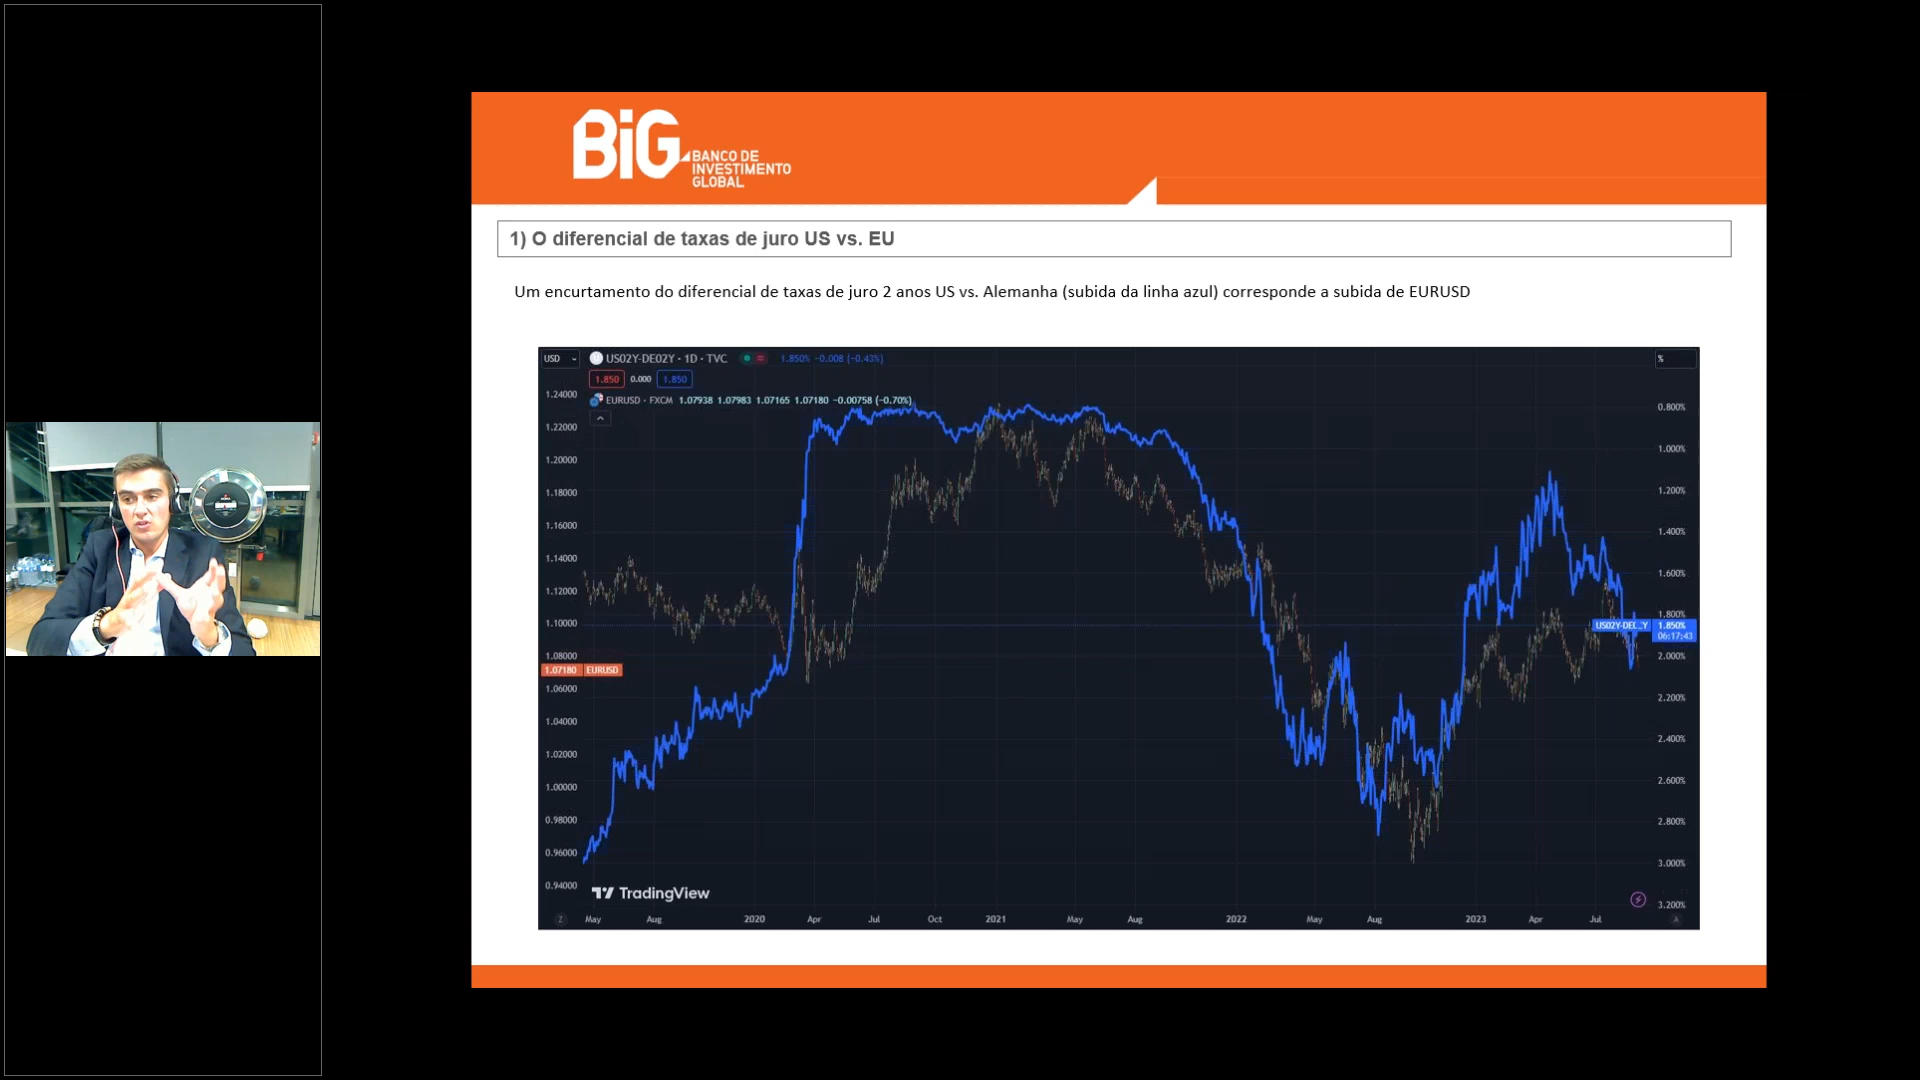 BiG
BANCO DE
INVESTIMENTO
GLOBAL
1) O diferencial de taxas de juro US vs. EU
Um encurtamento do diferencial de taxas de juro 2 anos US vs. Alemanha (subida da linha azul) corresponde a subida de EURUSD
USD
US02Y-DE02Y · 1D · TVC
1.850% −0.008 (−0.43%)
%
1.850 0.000 1.850
EURUSD · FXCM 1.07938 1.07983 1.07165 1.07180 −0.00758 (−0.70%)
1.24000
1.22000
1.20000
1.18000
1.16000
1.14000
1.12000
1.10000
1.08000
1.07180 EURUSD
1.06000
1.04000
1.02000
1.00000
0.98000
0.96000
0.94000
0.800%
1.000%
1.200%
1.400%
1.600%
1.800%
US02Y-DE(...Y 1.850%
06:17:43
2.000%
2.200%
2.400%
2.600%
2.800%
3.000%
3.200%
TradingView
Z May Aug 2020 Apr Jul Oct 2021 May Aug 2022 May Aug 2023 Apr Jul A